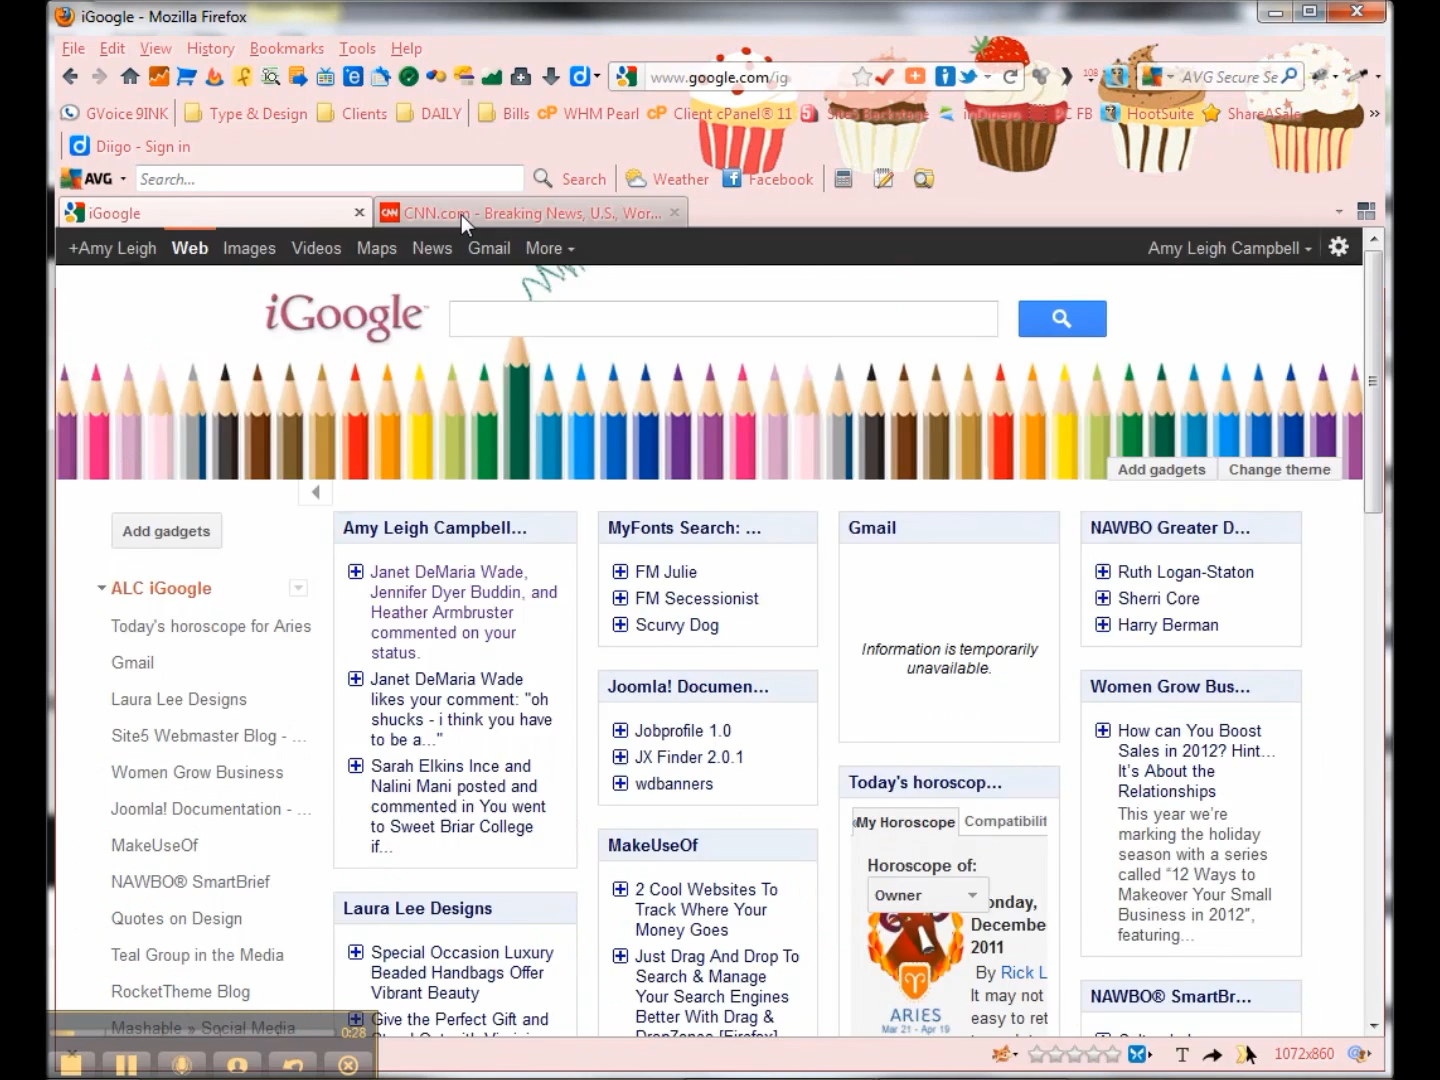 iGoogle - Mozilla Firefox
File Edit View History Bookmarks Tools Help
www.google.com/ig
108
AVG Secure Se
GVoice 9INK Type & Design Clients DAILY Bills WHM Pearl Client cPanel® 11 Site5 Backstage PC FB HootSuite ShareASale
Diigo - Sign in
AVG Search... Search Weather Facebook
iGoogle CNN.com - Breaking News, U.S., Wor...
+Amy Leigh Web Images Videos Maps News Gmail More Amy Leigh Campbell
iGoogle
Add gadgets Change theme
Add gadgets
ALC iGoogle
Today's horoscope for Aries
Gmail
Laura Lee Designs
Site5 Webmaster Blog - ...
Women Grow Business
Joomla! Documentation - ...
MakeUseOf
NAWBO® SmartBrief
Quotes on Design
Teal Group in the Media
RocketTheme Blog
Mashable » Social Media
Amy Leigh Campbell...
Janet DeMaria Wade,
Jennifer Dyer Buddin, and
Heather Armbruster
commented on your
status.
Janet DeMaria Wade
likes your comment: "oh
shucks - i think you have
to be a..."
Sarah Elkins Ince and
Nalini Mani posted and
commented in You went
to Sweet Briar College
if...
Laura Lee Designs
Special Occasion Luxury
Beaded Handbags Offer
Vibrant Beauty
Give the Perfect Gift and
MyFonts Search: ...
FM Julie
FM Secessionist
Scurvy Dog
Joomla! Documen...
Jobprofile 1.0
JX Finder 2.0.1
wdbanners
MakeUseOf
2 Cool Websites To
Track Where Your
Money Goes
Just Drag And Drop To
Search & Manage
Your Search Engines
Better With Drag &
DropZones [Firefox]
Gmail
Information is temporarily
unavailable.
Today's horoscop...
My Horoscope Compatibilit
Horoscope of:
Owner
onday,
Decembe
2011
By Rick L
It may not
easy to ret
ARIES
Mar 21 - Apr 19
NAWBO Greater D...
Ruth Logan-Staton
Sherri Core
Harry Berman
Women Grow Bus...
How can You Boost
Sales in 2012? Hint...
It's About the
Relationships
This year we're
marking the holiday
season with a series
called “12 Ways to
Makeover Your Small
Business in 2012”,
featuring...
NAWBO® SmartBr...
0:28
1072x860